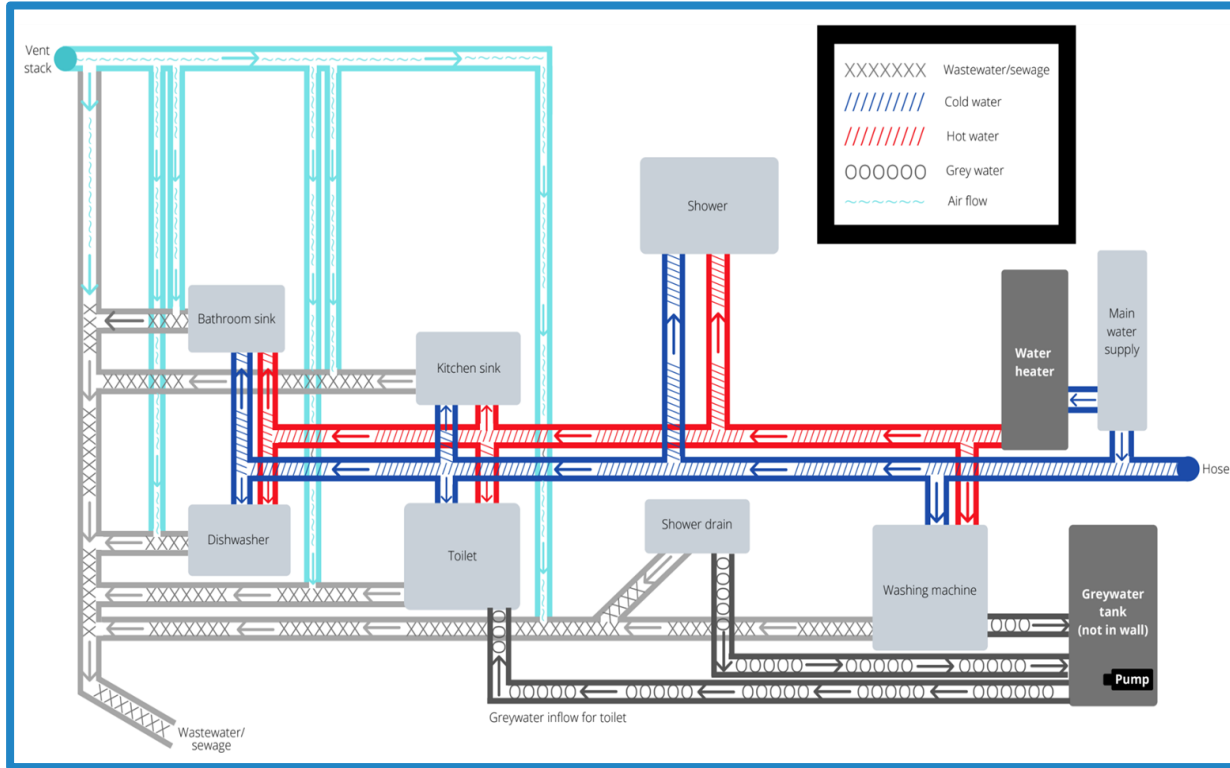 Vent
stack
XXXXXXX Wastewater/sewage
Cold water
Hot water
OOOOOO Grey water
Air flow
Shower
Bathroom sink
Kitchen sink
Water
heater
Main
water
supply
Hose
Dishwasher
Toilet
Shower drain
Washing machine
Greywater
tank
(not in wall)
Pump
Greywater inflow for toilet
Wastewater/
sewage